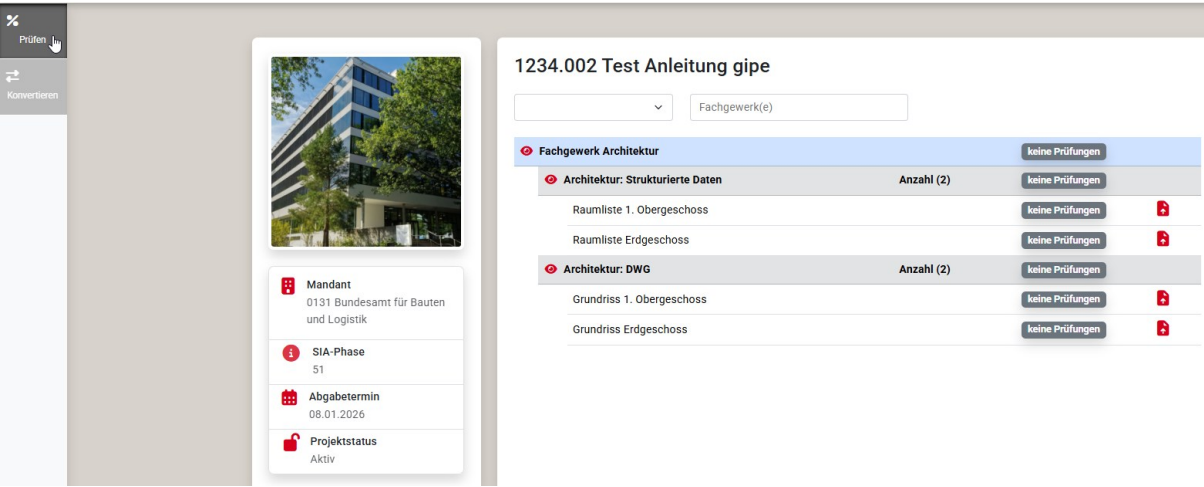 Prüfen
Konvertieren
Mandant
0131 Bundesamt für Bauten
und Logistik
SIA-Phase
51
Abgabetermin
08.01.2026
Projektstatus
Aktiv
1234.002 Test Anleitung gipe
Fachgewerk(e)
Fachgewerk Architektur keine Prüfungen
Architektur: Strukturierte Daten Anzahl (2) keine Prüfungen
Raumliste 1. Obergeschoss keine Prüfungen
Raumliste Erdgeschoss keine Prüfungen
Architektur: DWG Anzahl (2) keine Prüfungen
Grundriss 1. Obergeschoss keine Prüfungen
Grundriss Erdgeschoss keine Prüfungen